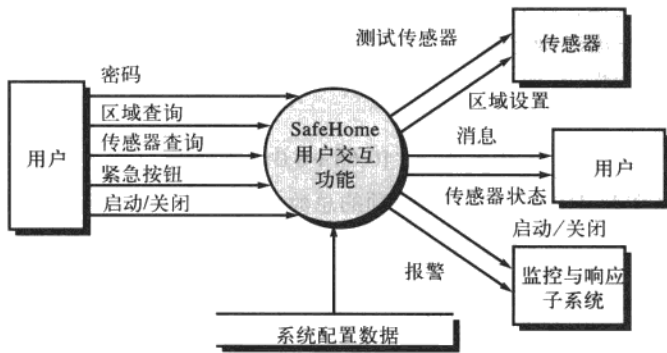 密码
区域查询
传感器查询
紧急按钮
启动/关闭
用户
SafeHome
用户交互
功能
测试传感器
区域设置
传感器
消息
传感器状态
用户
启动/关闭
报警
监控与响应
子系统
系统配置数据